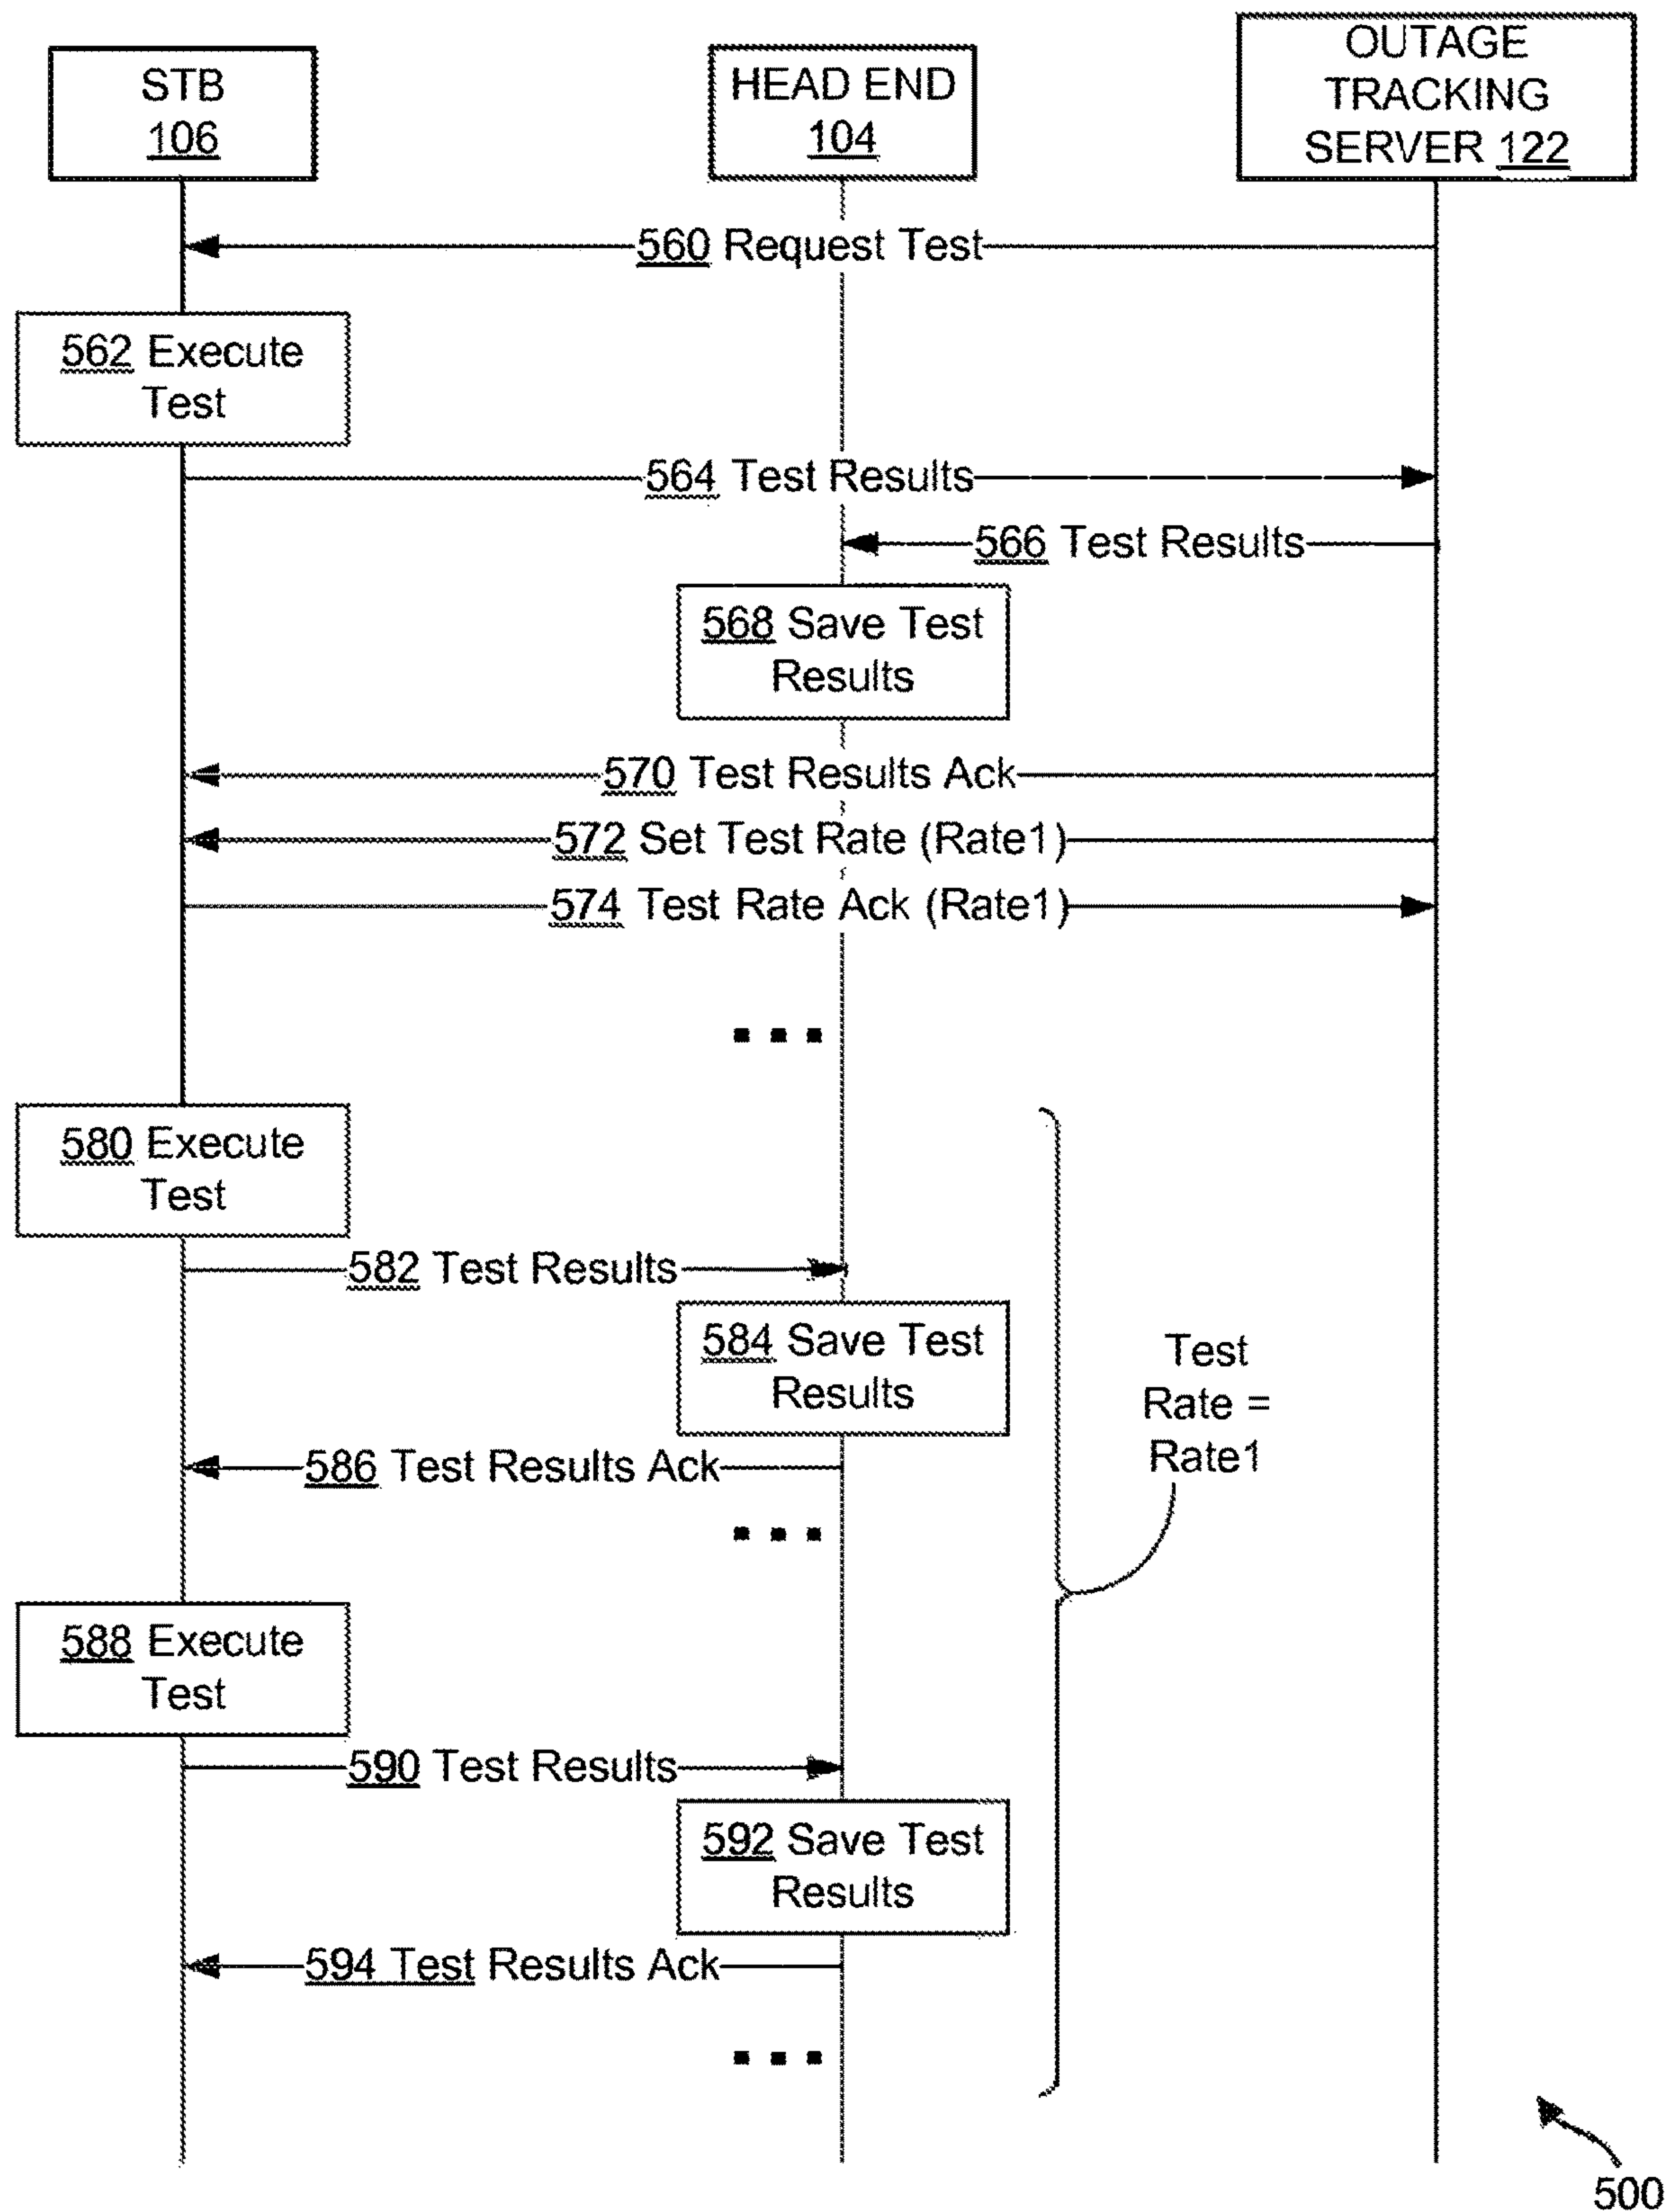 STB
106
HEAD END
104
OUTAGE
TRACKING
SERVER 122
560 Request Test
562 Execute
Test
564 Test Results
566 Test Results
568 Save Test
Results
570 Test Results Ack
572 Set Test Rate (Rate1)
574 Test Rate Ack (Rate1)
...
580 Execute
Test
582 Test Results
584 Save Test
Results
Test
Rate =
Rate1
586 Test Results Ack
...
588 Execute
Test
590 Test Results
592 Save Test
Results
594 Test Results Ack
...
500